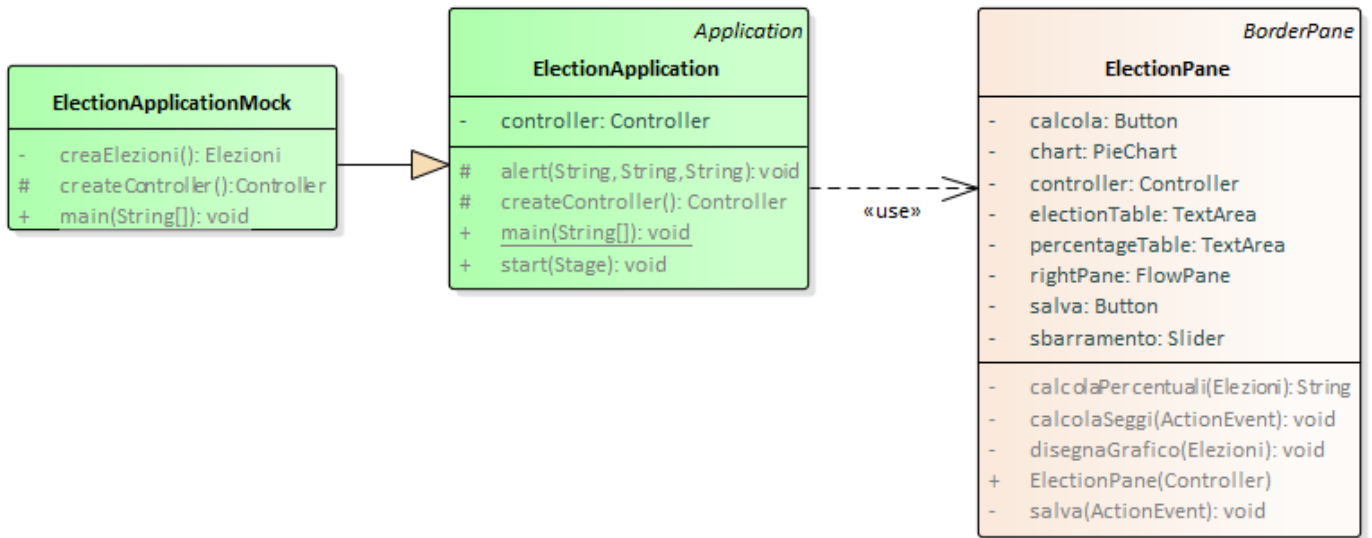 ElectionApplicationMock
- creaElezioni(): Elezioni
# createController():Controller
+ main(String[]): void
Application
ElectionApplication
- controller: Controller
# alert(String, String,String): void
# createController(): Controller
+ main(String[]): void
+ start(Stage): void
«use»
BorderPane
ElectionPane
- calcola: Button
- chart: PieChart
- controller: Controller
- electionTable: TextArea
- percentageTable: TextArea
- rightPane: FlowPane
- salva: Button
- sbarramento: Slider
- calcolaPercentuali(Elezioni): String
- calcolaSeggi(ActionEvent): void
- disegnaGrafico(Elezioni): void
+ ElectionPane(Controller)
- salva(ActionEvent): void